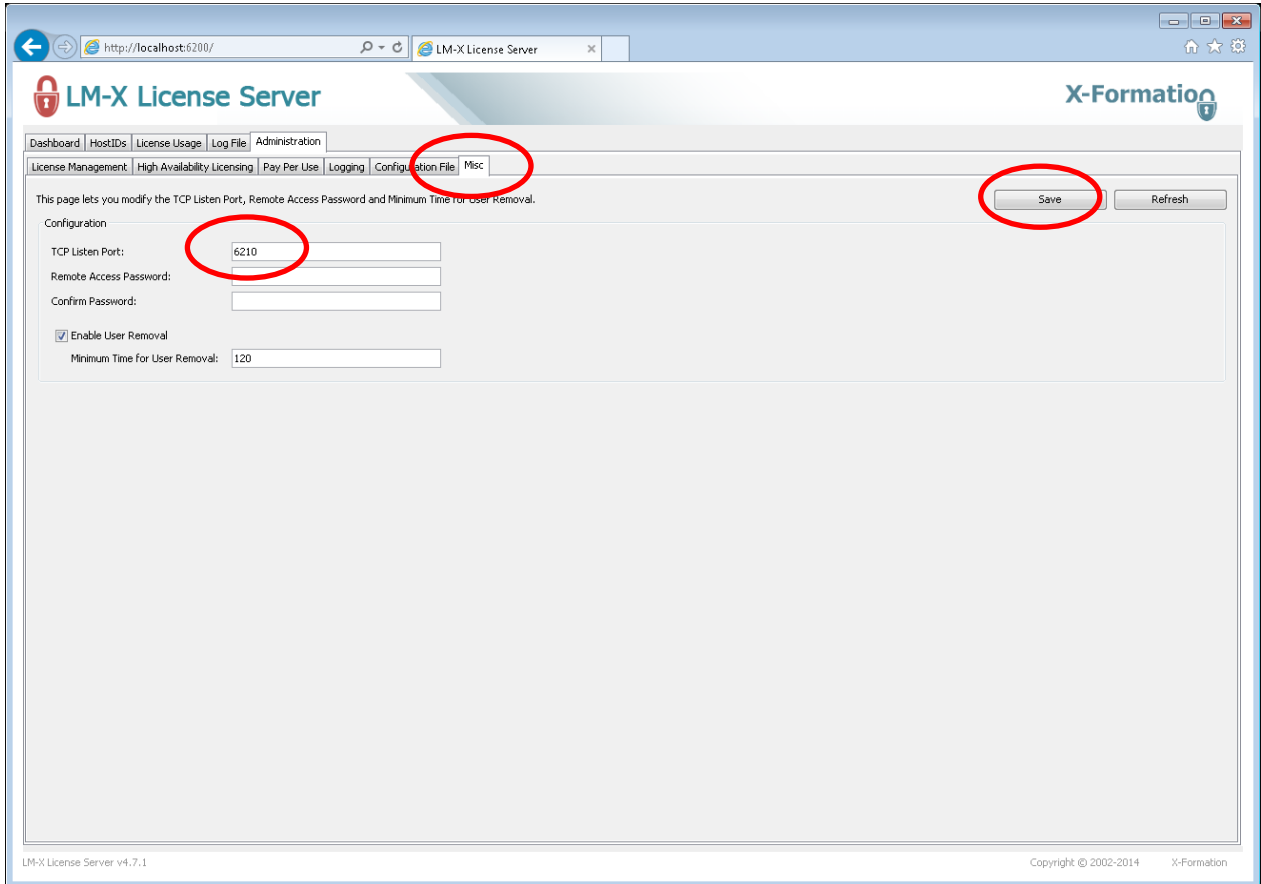 http://localhost:6200/
LM-X License Server
LM-X License Server
X-Formation
Dashboard HostIDs License Usage Log File Administration
License Management High Availability Licensing Pay Per Use Logging Configuration File Misc
This page lets you modify the TCP Listen Port, Remote Access Password and Minimum Time for User Removal.
Save Refresh
Configuration
TCP Listen Port: 6210
Remote Access Password:
Confirm Password:
Enable User Removal
Minimum Time for User Removal: 120
LM-X License Server v4.7.1
Copyright © 2002-2014 X-Formation